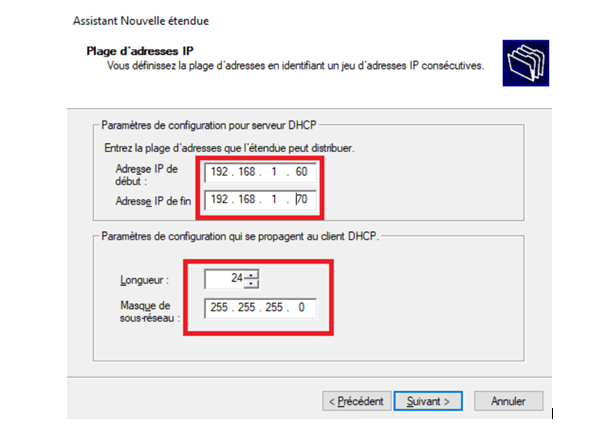 Assistant Nouvelle étendue
Plage d'adresses IP
Vous définissez la plage d'adresses en identifiant un jeu d'adresses IP consécutives.
Paramètres de configuration pour serveur DHCP
Entrez la plage d'adresses que l'étendue peut distribuer.
Adresse IP de
début :
192 . 168 . 1 . 60
Adresse IP de fin
192 . 168 . 1 . 70
Paramètres de configuration qui se propagent au client DHCP.
Longueur :
24
Masque de
sous-réseau :
255 . 255 . 255 . 0
< Précédent
Suivant >
Annuler